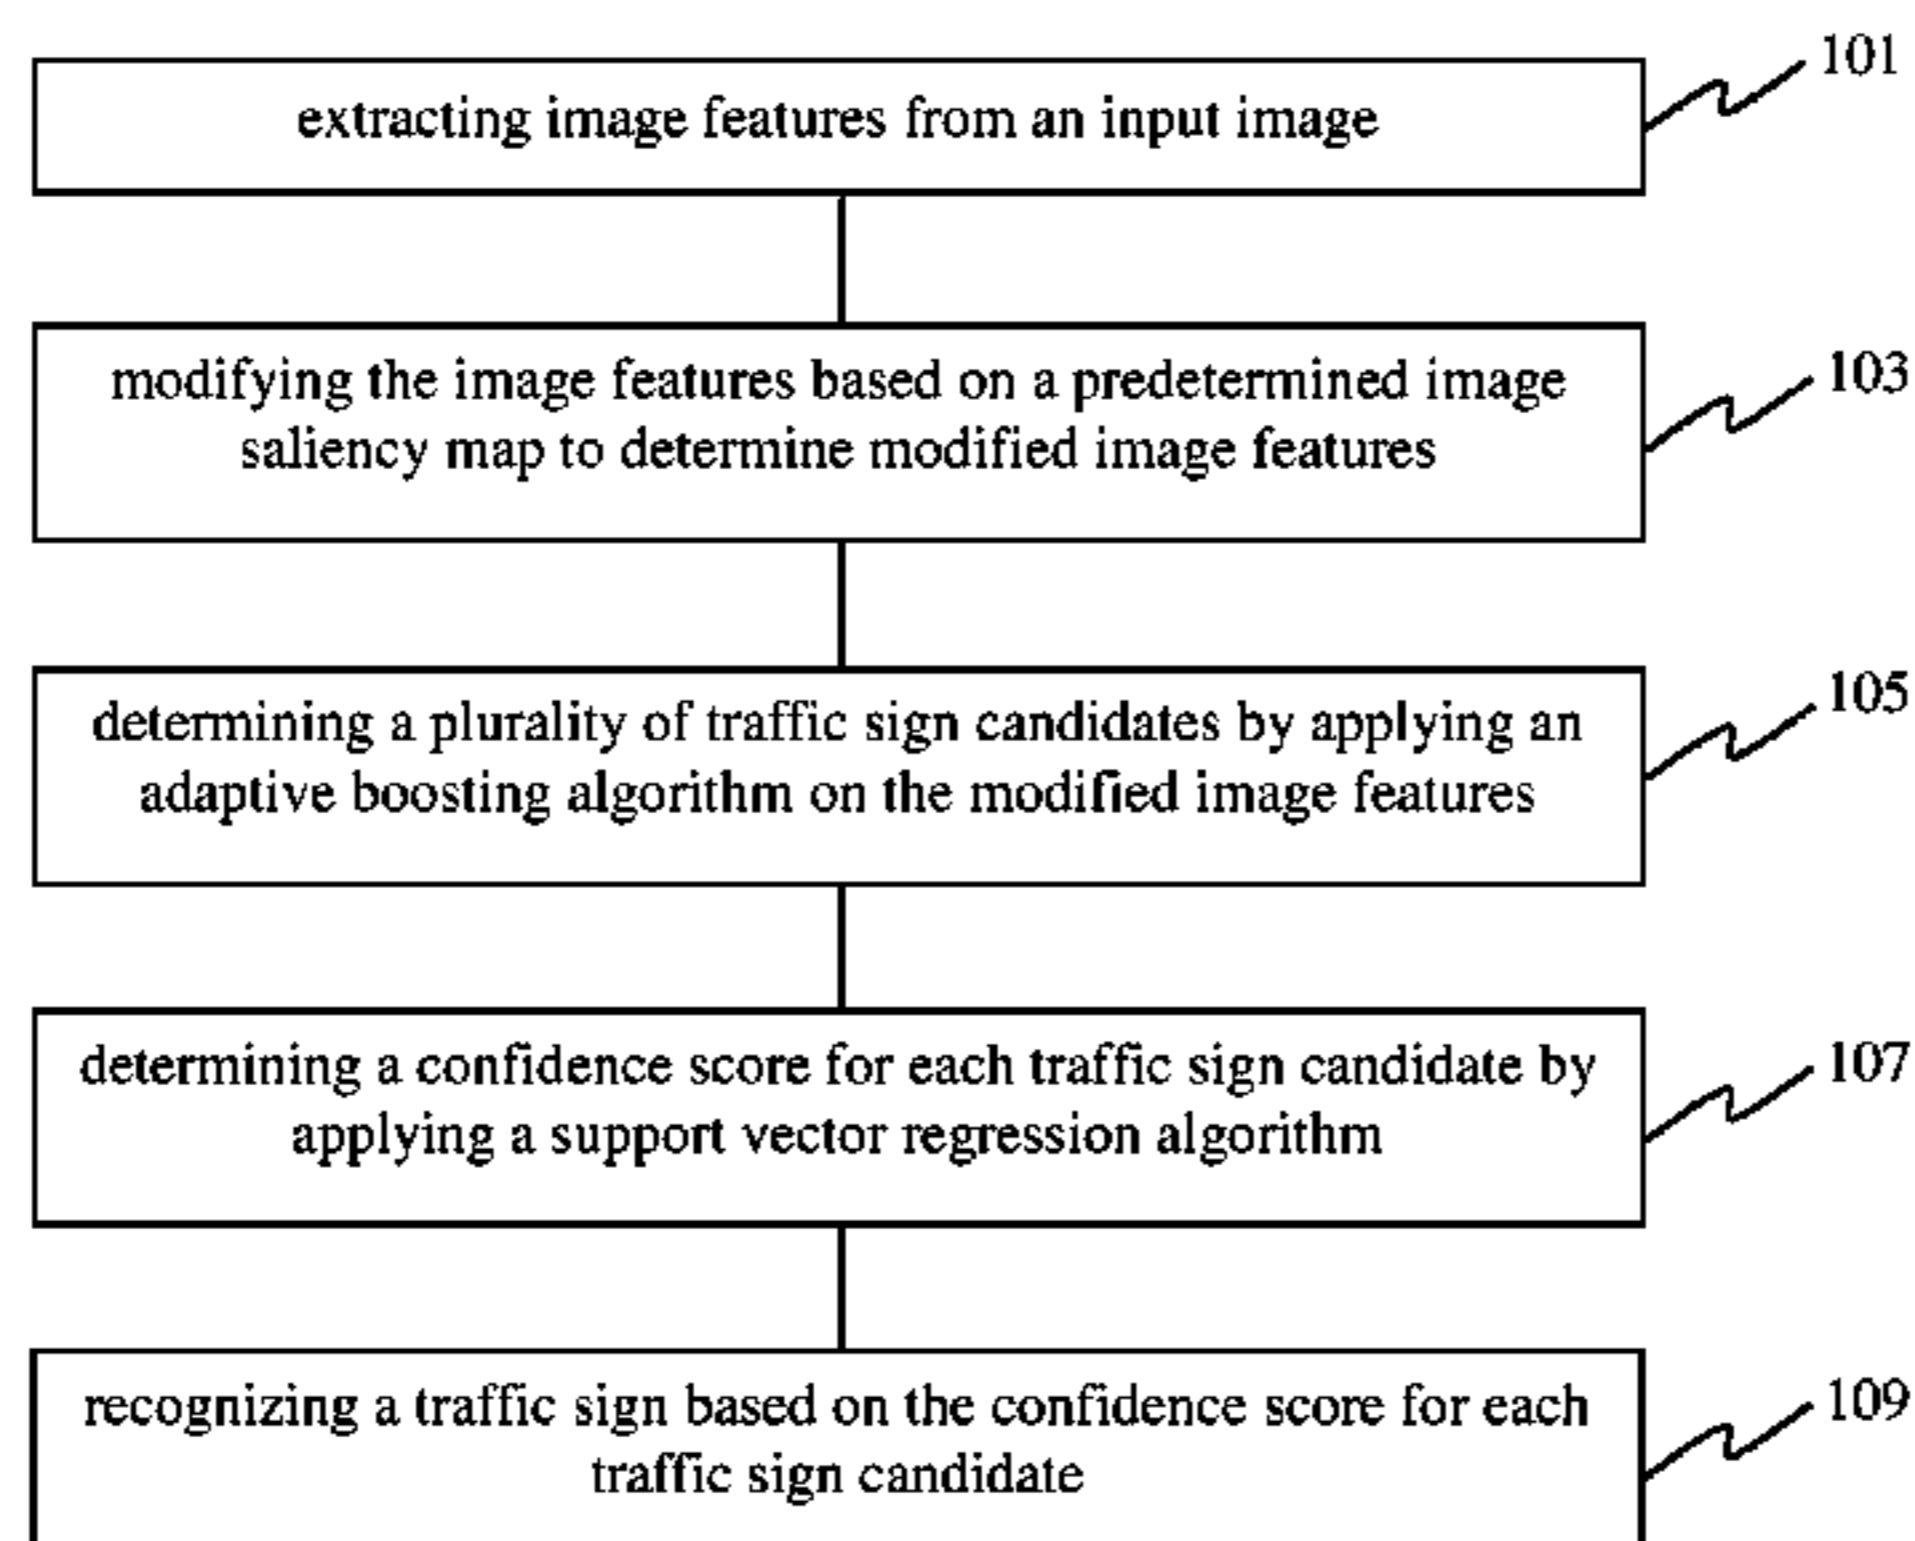 101
extracting image features from an input image
103
modifying the image features based on a predetermined image
saliency map to determine modified image features
105
determining a plurality of traffic sign candidates by applying an
adaptive boosting algorithm on the modified image features
107
determining a confidence score for each traffic sign candidate by
applying a support vector regression algorithm
109
recognizing a traffic sign based on the confidence score for each
traffic sign candidate